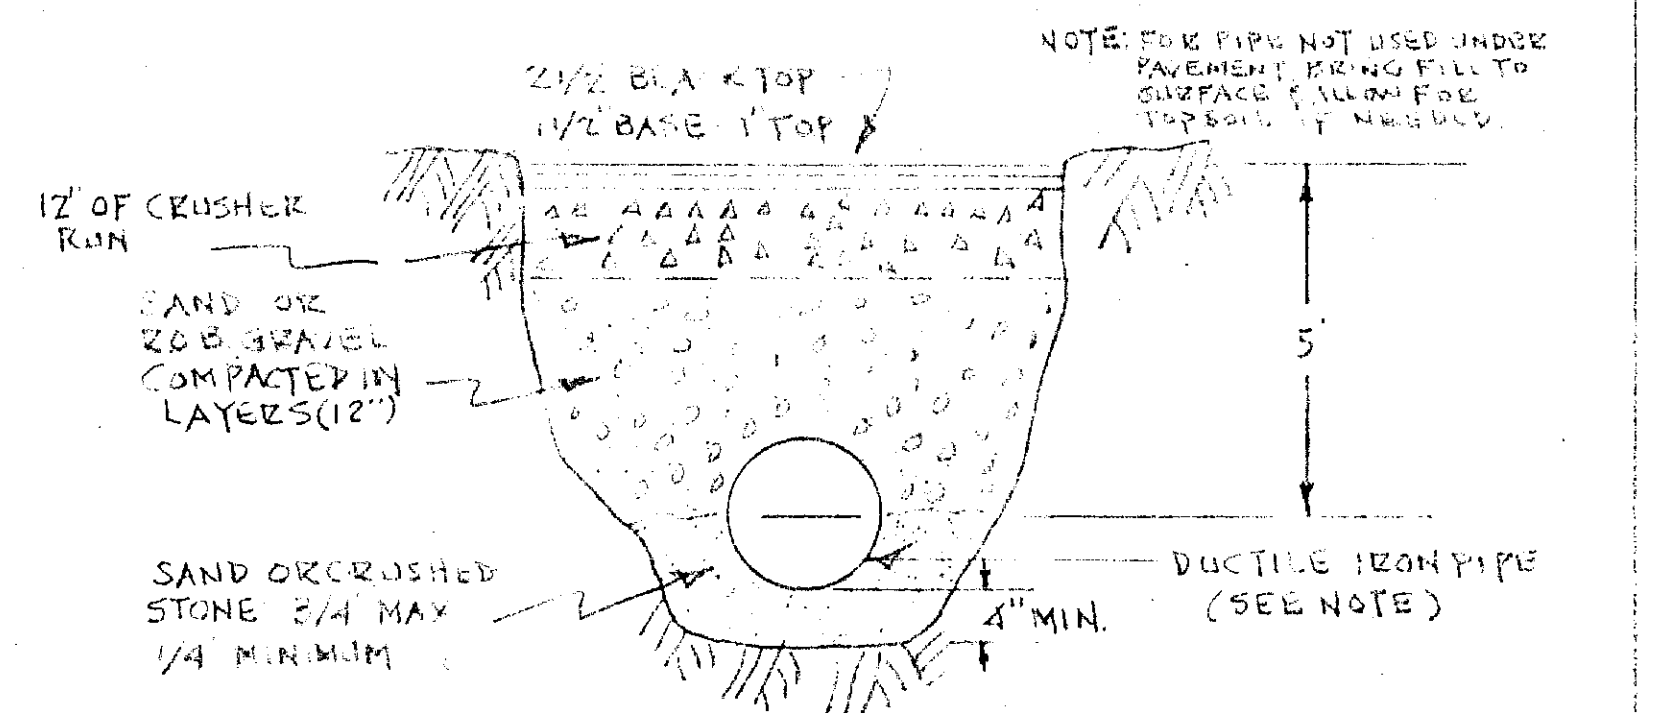 NOTE: FOR PIPE NOT USED UNDER
PAVEMENT BRING FILL TO
SURFACE & ALLOW FOR
TOPSOIL IF NEEDED.
2 1/2 BLA K TOP
1 1/2" BASE 1" TOP
12" OF CRUSHER
RUN
SAND OR
R.O.B. GRAVEL
COMPACTED IN
LAYERS (12")
5'
SAND OR CRUSHED
STONE 3/4 MAX
1/4 MINIMUM
4" MIN.
DUCTILE IRON PIPE
(SEE NOTE)